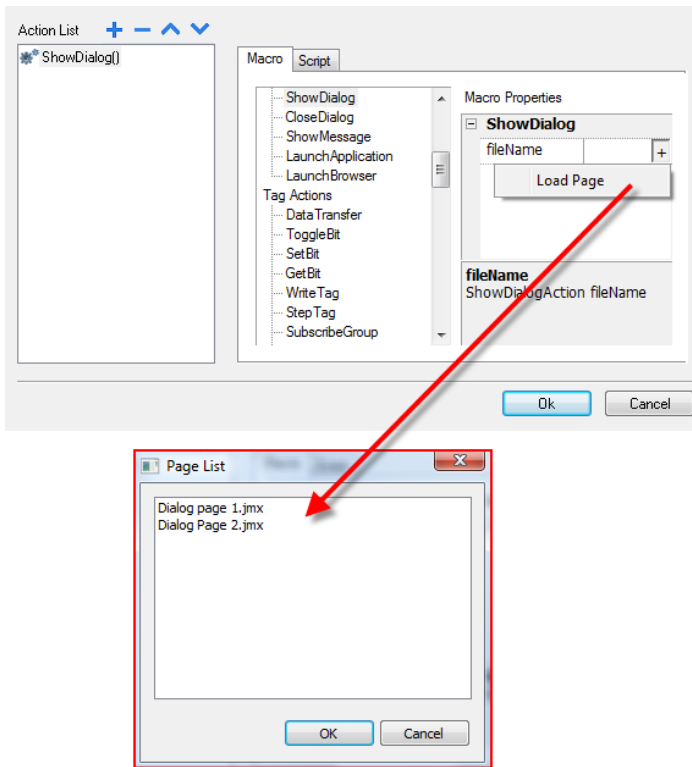 Action List
ShowDialog()
Macro
Script
ShowDialog
CloseDialog
ShowMessage
LaunchApplication
LaunchBrowser
Tag Actions
DataTransfer
ToggleBit
SetBit
GetBit
WriteTag
StepTag
SubscribeGroup
Macro Properties
ShowDialog
fileName
Load Page
fileName
ShowDialogAction fileName
Ok
Cancel
Page List
Dialog page 1.jmx
Dialog Page 2.jmx
OK
Cancel